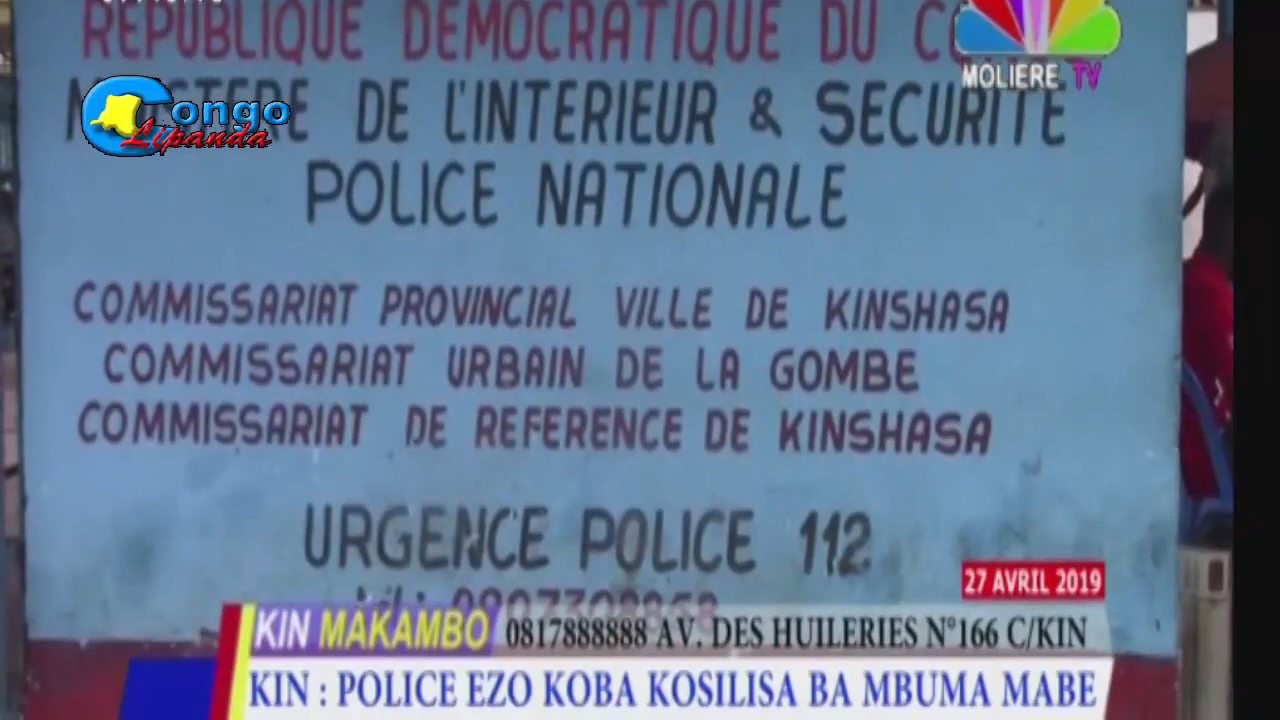 REPUBLIQUE DEMOCRATIQUE DU
MOLIERE TV
Congo
Lipanda
DE L'INTERIEUR & SECURITE
POLICE NATIONALE
COMMISSARIAT PROVINCIAL VILLE DE KINSHASA
COMMISSARIAT URBAIN DE LA GOMBE
COMMISSARIAT DE REFERENCE DE KINSHASA
URGENCE POLICE 112
27 AVRIL 2019
KIN MAKAMBO 0817888888 AV. DES HUILERIES N°166 C/KIN
KIN : POLICE EZO KOBA KOSILISA BA MBUMA MABE